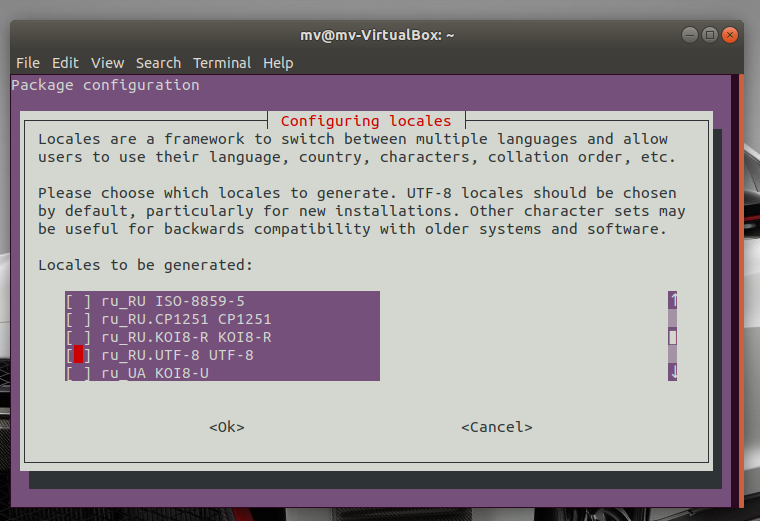 mv@mv-VirtualBox: ~
File Edit View Search Terminal Help
Package configuration
Configuring locales
Locales are a framework to switch between multiple languages and allow
users to use their language, country, characters, collation order, etc.
Please choose which locales to generate. UTF-8 locales should be chosen
by default, particularly for new installations. Other character sets may
be useful for backwards compatibility with older systems and software.
Locales to be generated:
[ ] ru_RU ISO-8859-5
[ ] ru_RU.CP1251 CP1251
[ ] ru_RU.KOI8-R KOI8-R
[ ] ru_RU.UTF-8 UTF-8
[ ] ru_UA KOI8-U
<Ok> <Cancel>